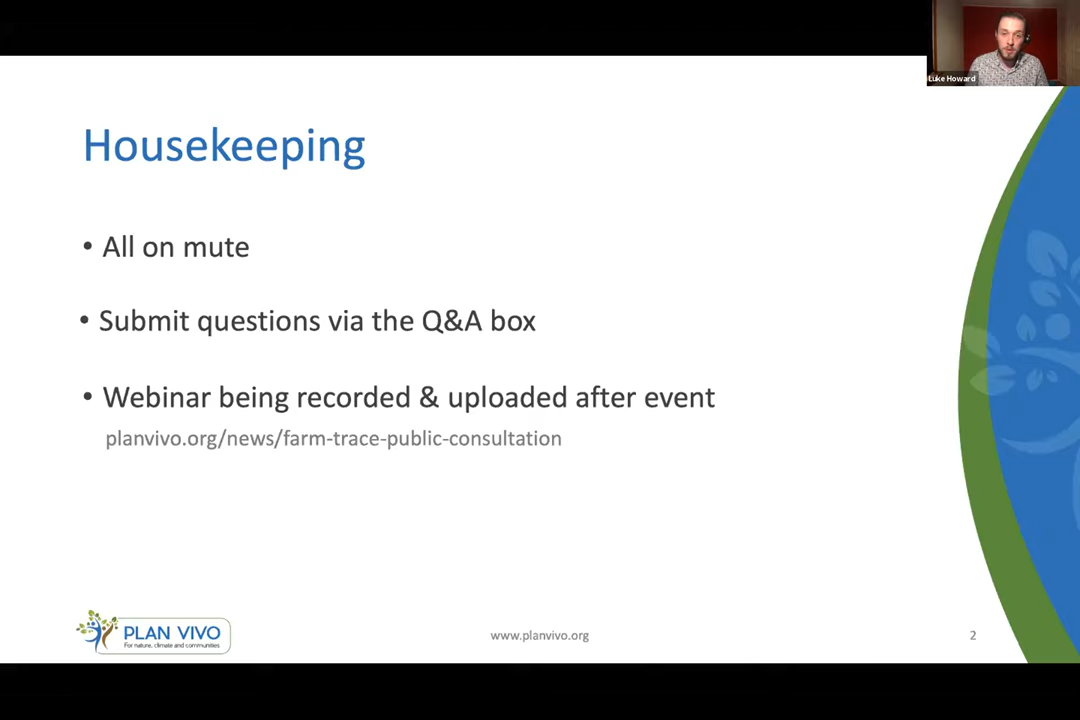 Luke Howard
Housekeeping
• All on mute
• Submit questions via the Q&A box
• Webinar being recorded & uploaded after event
planvivo.org/news/farm-trace-public-consultation
PLAN VIVO
For nature, climate and communities
www.planvivo.org
2